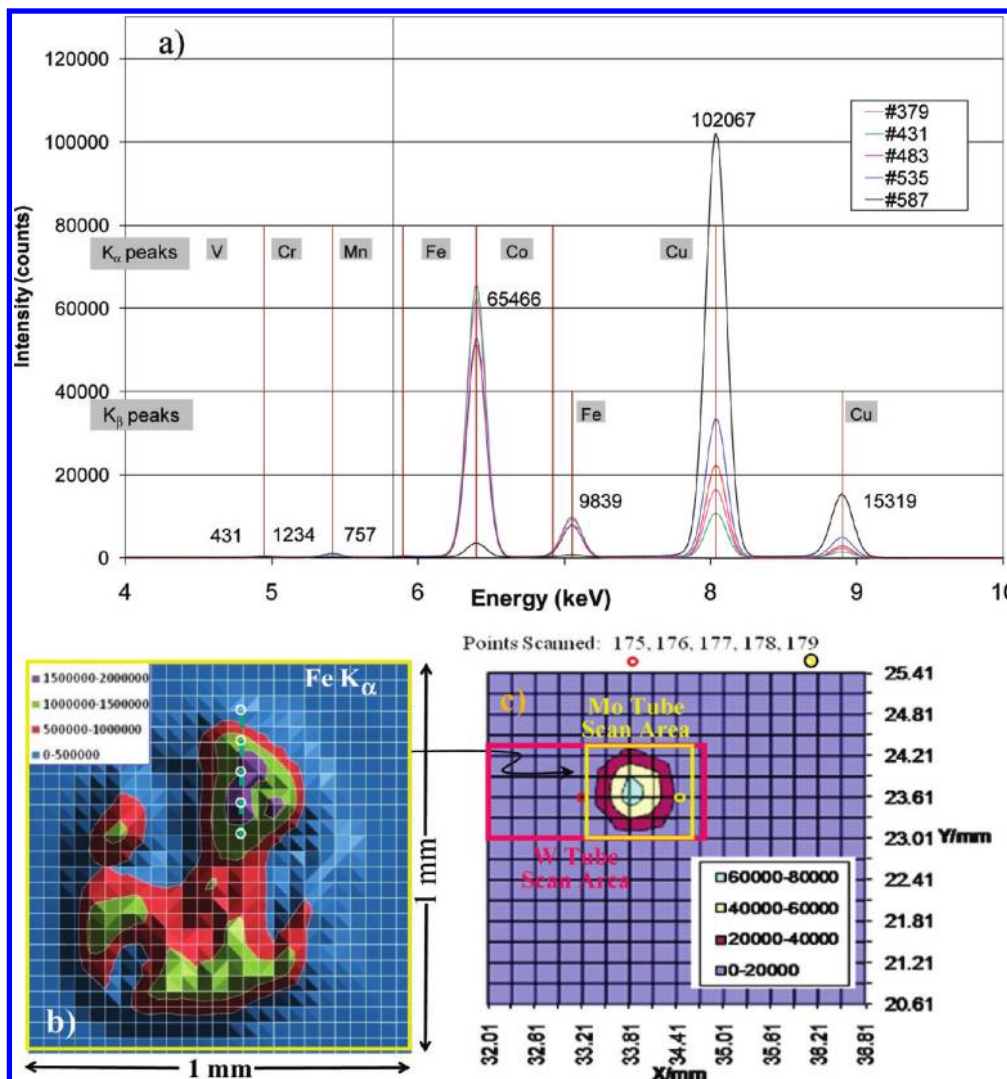 a)
120000
100000
80000
60000
40000
20000
0
Intensity (counts)
102067
#379
#431
#483
#535
#587
Kα peaks V Cr Mn Fe Co Cu
65466
Kβ peaks Fe Cu
431 1234 757 9839 15319
4 5 6 7 8 9 10
Energy (keV)
b)
1500000-2000000
1000000-1500000
500000-1000000
0-500000
Fe Kα
1 mm
1 mm
Points Scanned: 175, 176, 177, 178, 179
c)
Mo Tube
Scan Area
W Tube
Scan Area
60000-80000
40000-60000
20000-40000
0-20000
25.41
24.81
24.21
23.61
23.01 Y/mm
22.41
21.81
21.21
20.61
32.01 32.61 33.21 33.81 34.41 35.01 35.61 38.21 38.81
X/mm